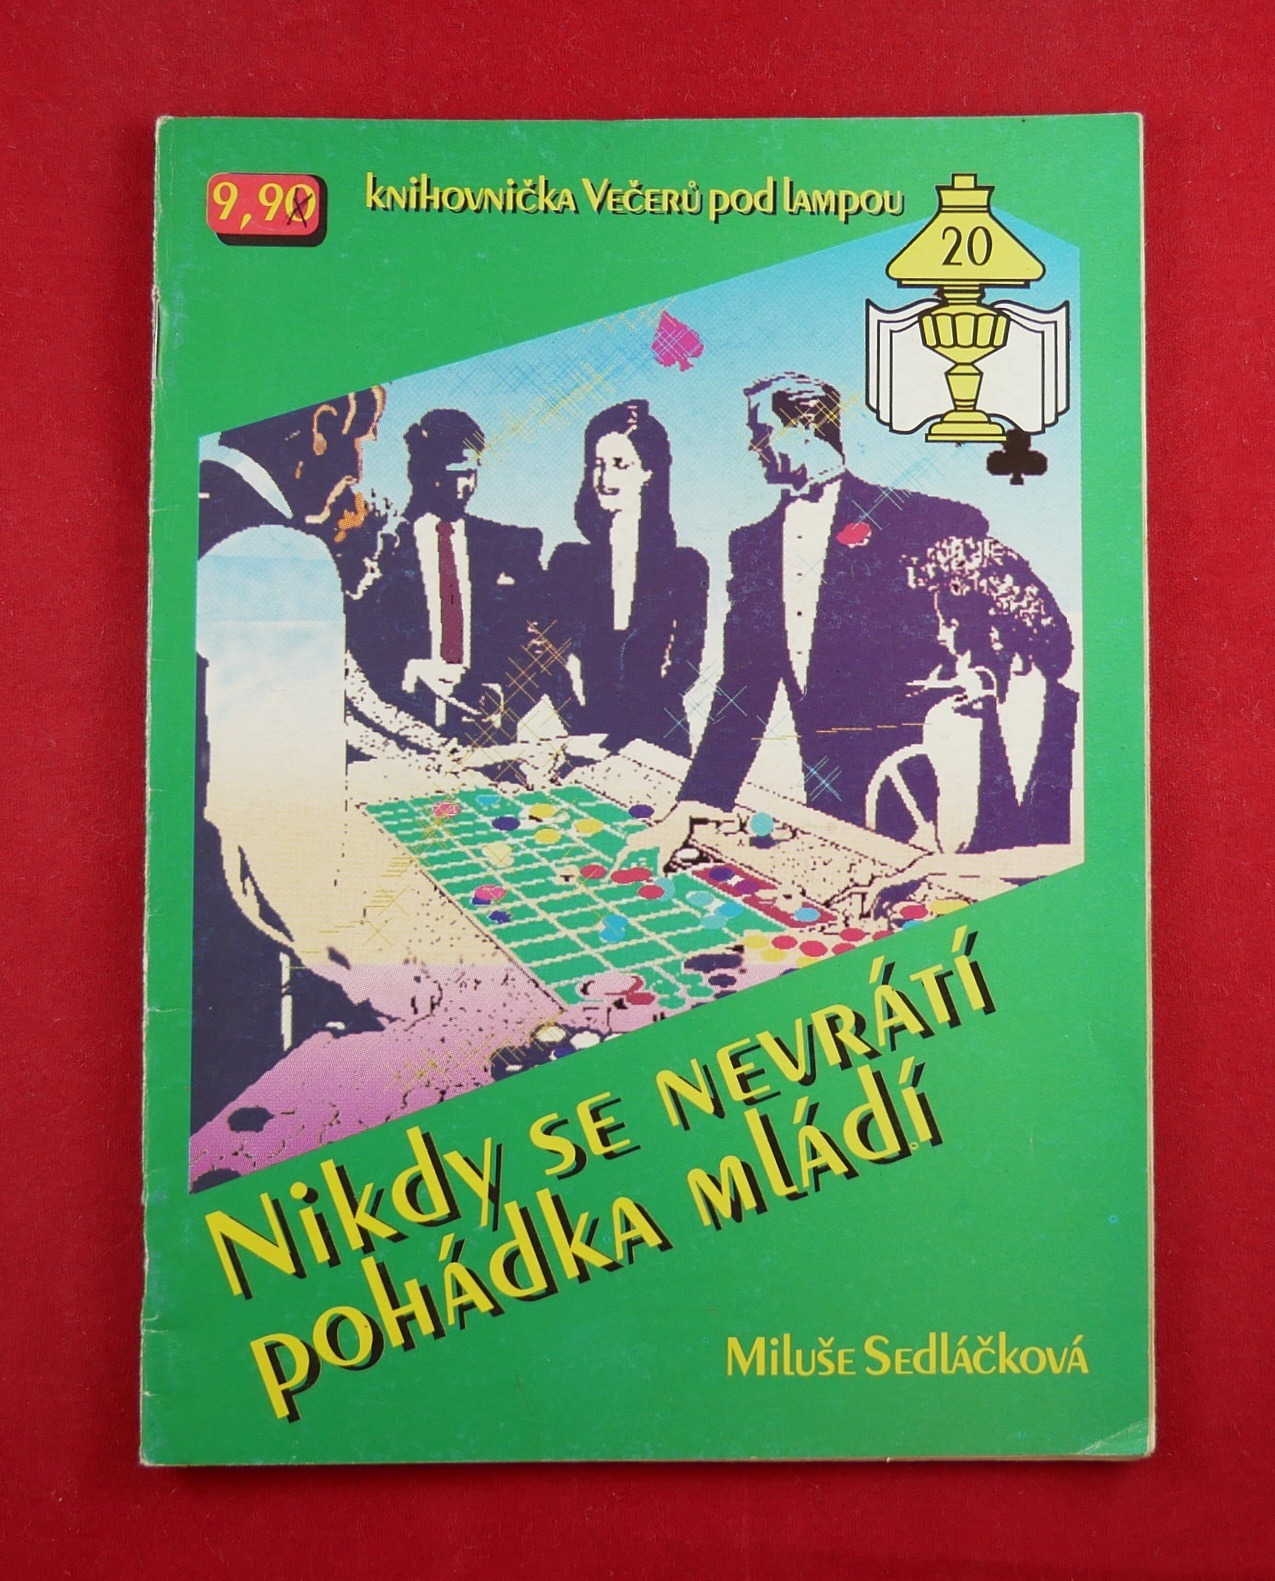 9,90
knihovnička Večerů pod lampou
20
Nikdy se nevrátí
pohádka mládí
Miluše Sedláčková